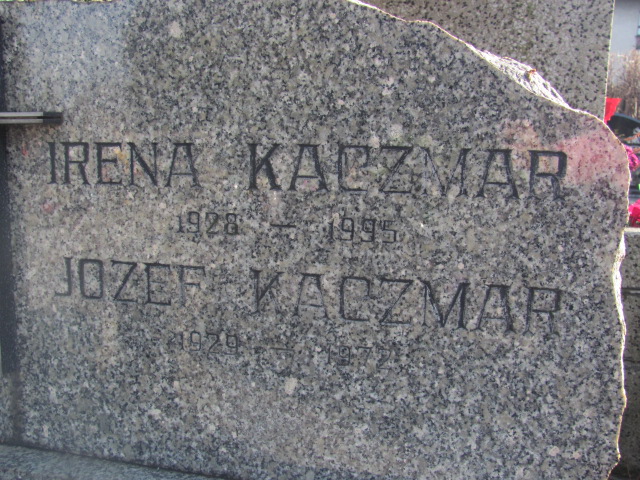 IRENA KACZMAR
1928 – 1995
JOZEF KACZMAR
1929 – 1972